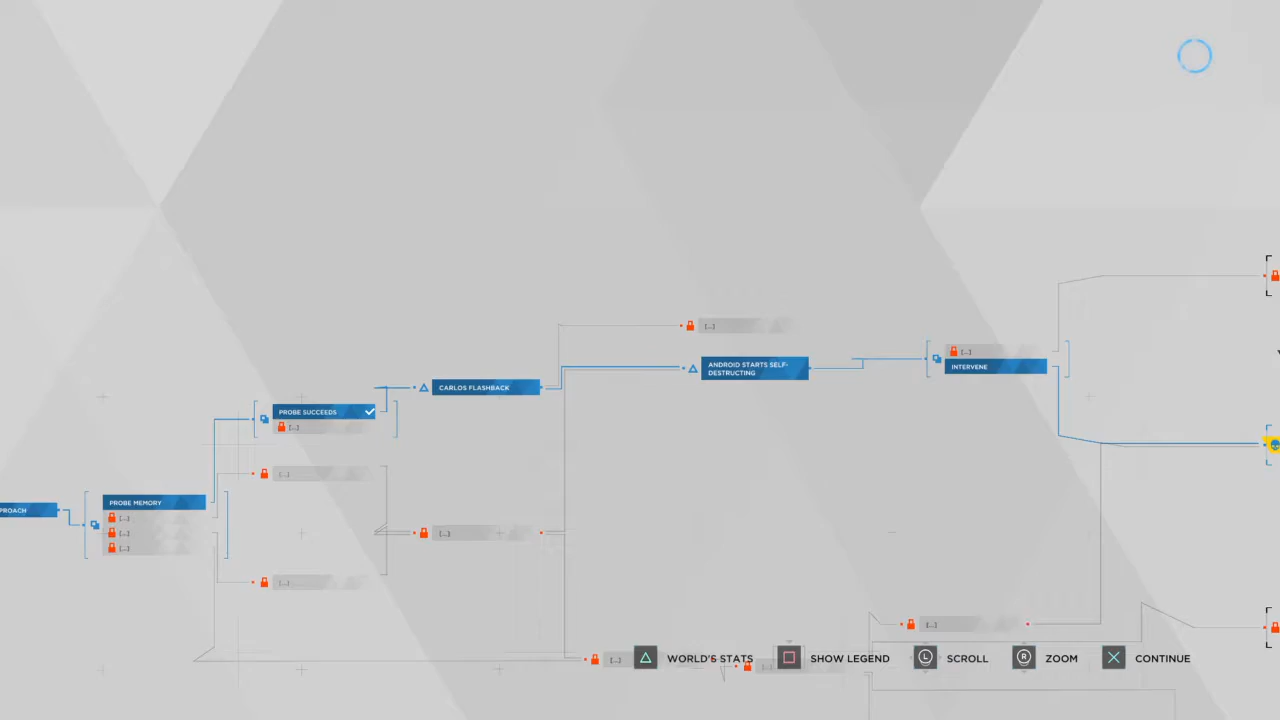 [...]
[...]
ANDROID STARTS SELF-
DESTRUCTING
INTERVENE
CARLOS FLASHBACK
PROBE SUCCEEDS
[...]
[...]
PROBE MEMORY
PROACH
[...]
[...]
[...]
[...]
[...]
[...]
[...]
[...]
WORLD'S STATS
SHOW LEGEND
L
SCROLL
R
ZOOM
CONTINUE